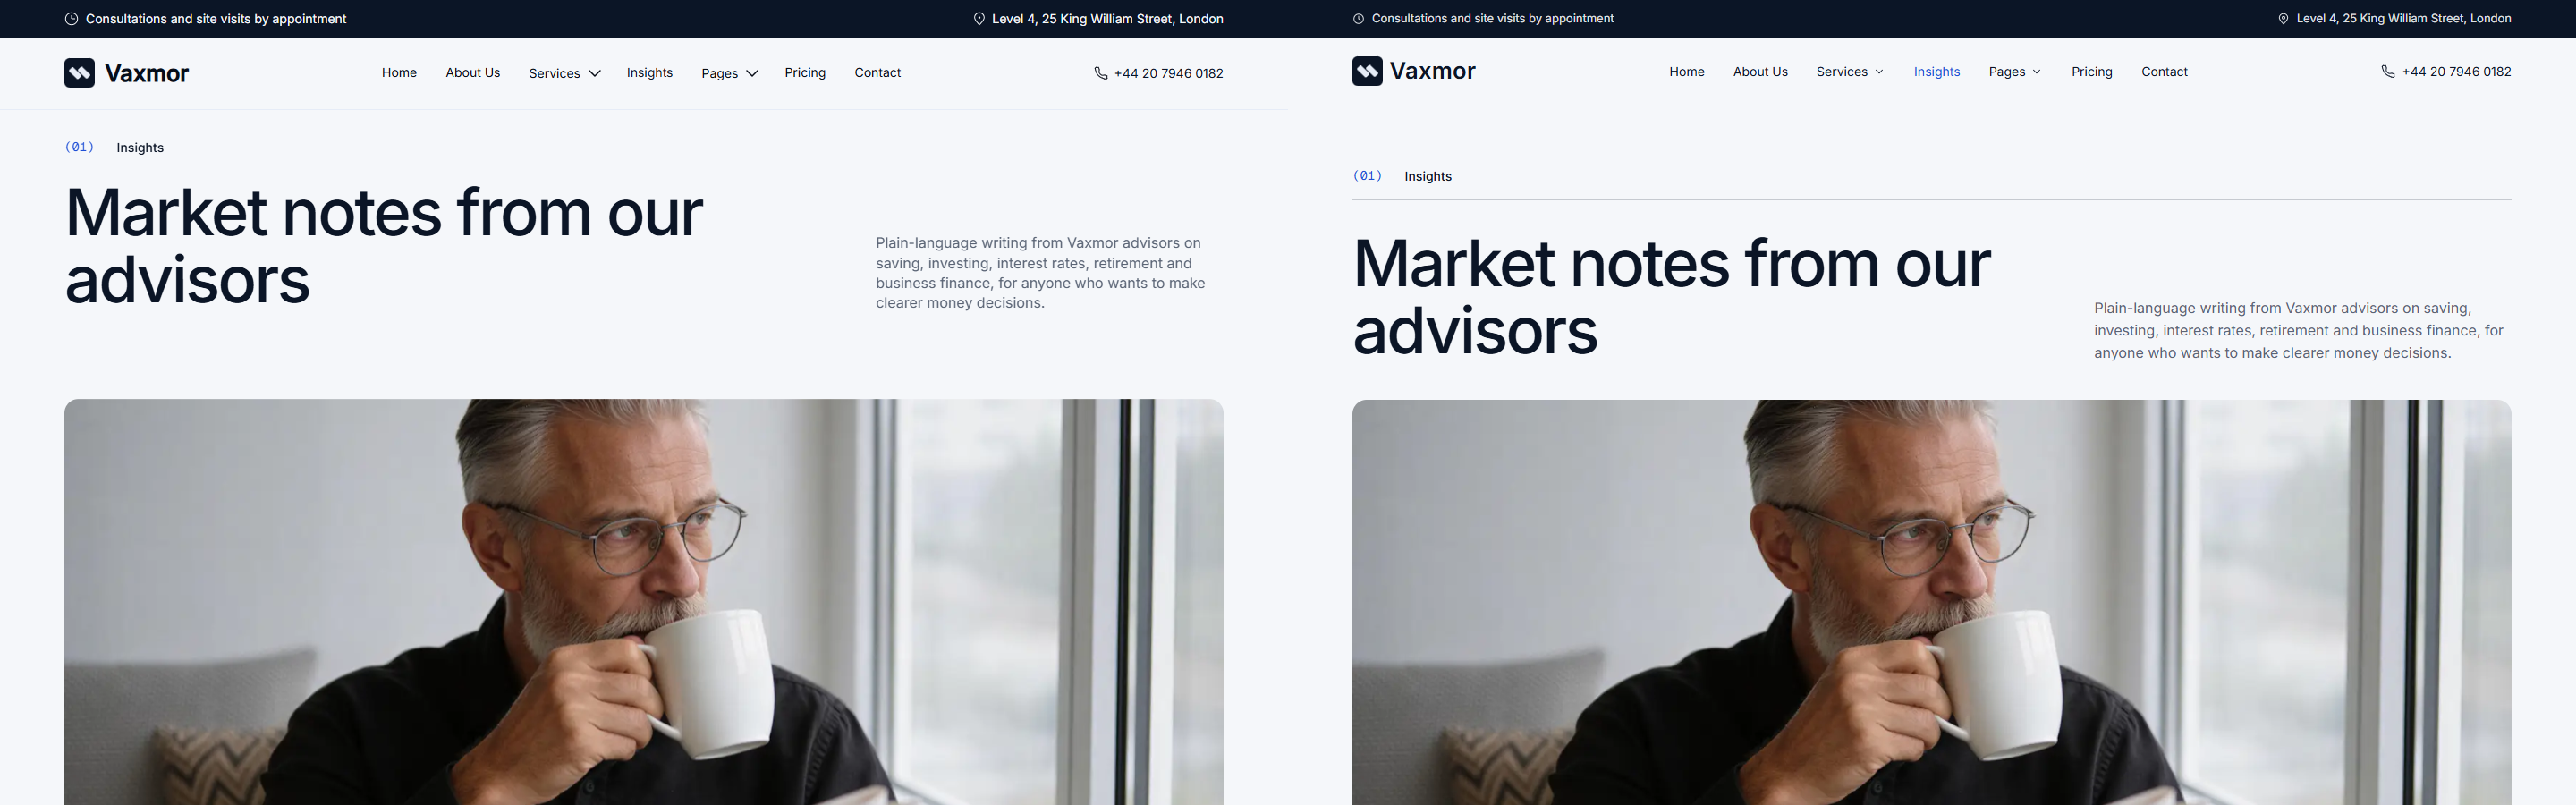 Consultations and site visits by appointment
Level 4, 25 King William Street, London
Vaxmor
Home
About Us
Services
Insights
Pages
Pricing
Contact
+44 20 7946 0182
(01)
Insights
Market notes from our
advisors
Plain-language writing from Vaxmor advisors on
saving, investing, interest rates, retirement and
business finance, for anyone who wants to make
clearer money decisions.
Consultations and site visits by appointment
Level 4, 25 King William Street, London
Vaxmor
Home
About Us
Services
Insights
Pages
Pricing
Contact
+44 20 7946 0182
(01)
Insights
Market notes from our
advisors
Plain-language writing from Vaxmor advisors on saving,
investing, interest rates, retirement and business finance, for
anyone who wants to make clearer money decisions.